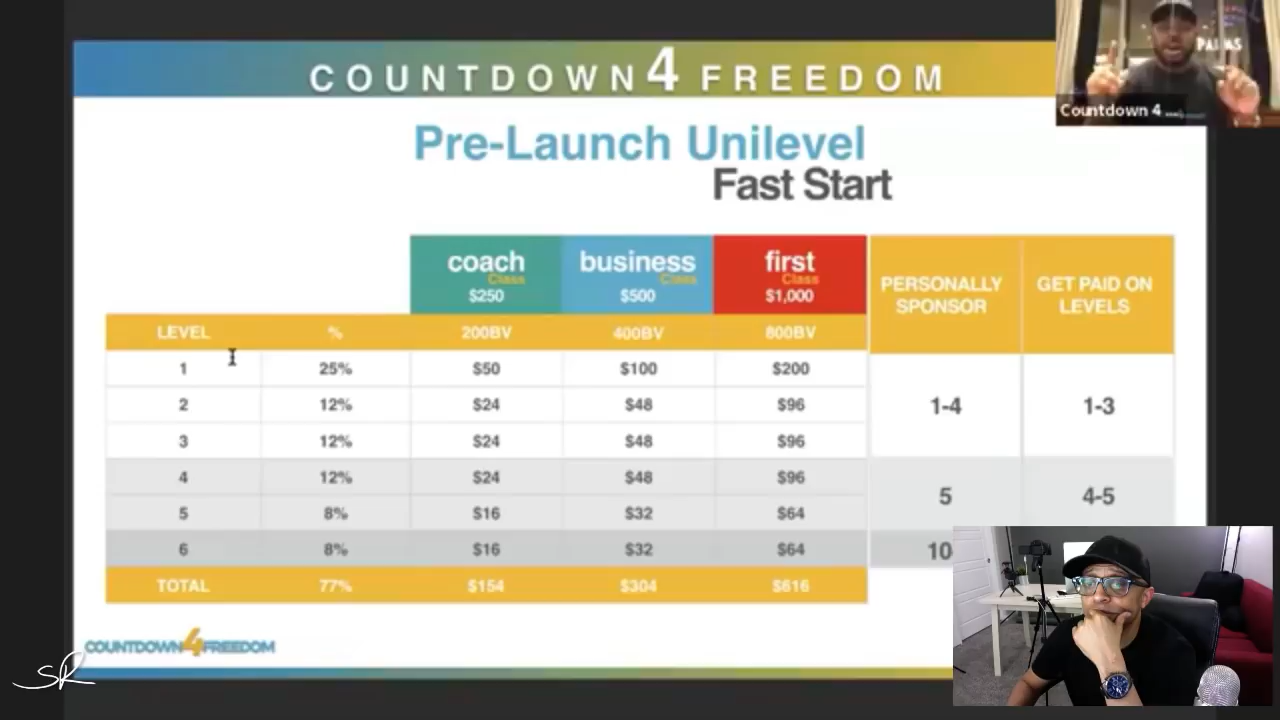 COUNTDOWN 4 FREEDOM
Countdown 4 ...
Pre-Launch Unilevel
Fast Start
coach
Class
$250
business
Class
$500
first
Class
$1,000
PERSONALLY
SPONSOR
GET PAID ON
LEVELS
LEVEL % 200BV 400BV 800BV
1 25% $50 $100 $200
2 12% $24 $48 $96
1-4 1-3
3 12% $24 $48 $96
4 12% $24 $48 $96
5 4-5
5 8% $16 $32 $64
6 8% $16 $32 $64 10
TOTAL 77% $154 $304 $616
COUNTDOWN4FREEDOM
SR